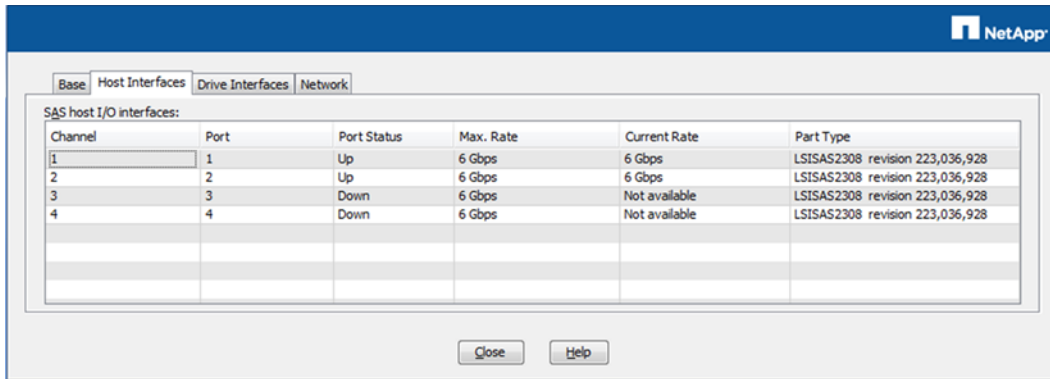 NetApp
Base Host Interfaces Drive Interfaces Network
SAS host I/O interfaces:
Channel Port Port Status Max. Rate Current Rate Part Type
1 1 Up 6 Gbps 6 Gbps LSISAS2308 revision 223,036,928
2 2 Up 6 Gbps 6 Gbps LSISAS2308 revision 223,036,928
3 3 Down 6 Gbps Not available LSISAS2308 revision 223,036,928
4 4 Down 6 Gbps Not available LSISAS2308 revision 223,036,928
Close Help